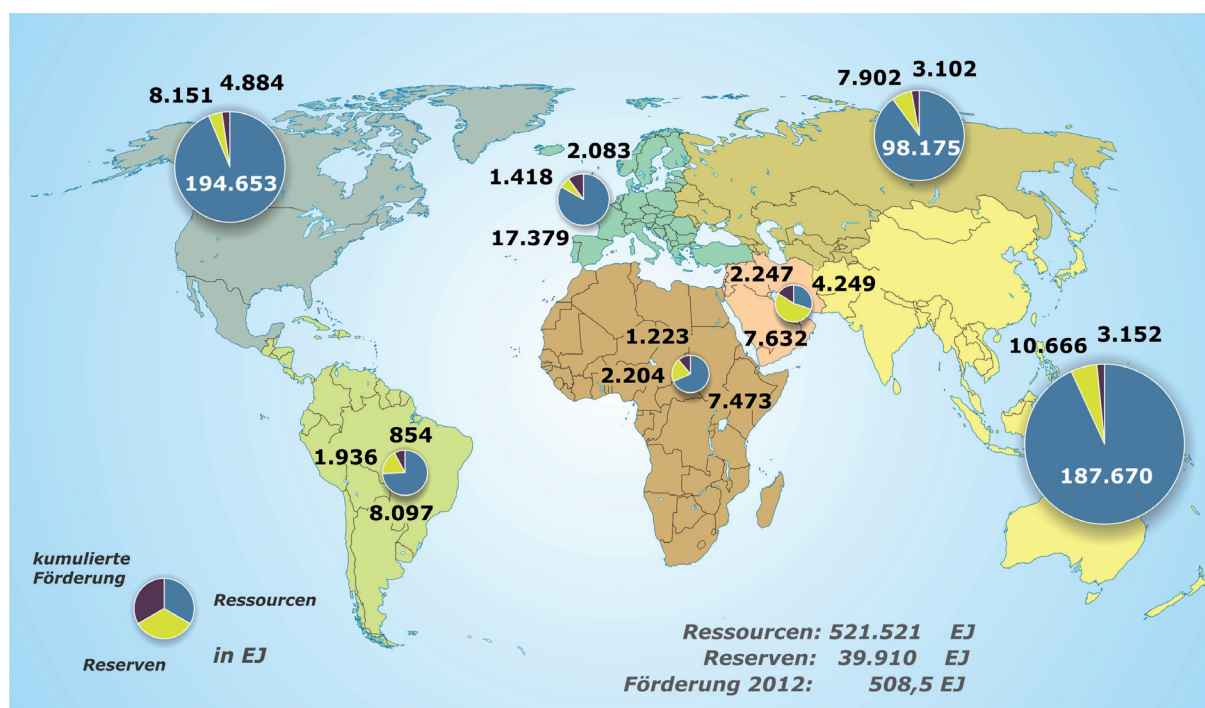 8.151 4.884
194.653
7.902 3.102
98.175
2.083
1.418
17.379
2.247 4.249
7.632
1.223
2.204
7.473
10.666 3.152
187.670
854
1.936
8.097
kumulierte
Förderung
Ressourcen
Reserven
in EJ
Ressourcen: 521.521 EJ
Reserven: 39.910 EJ
Förderung 2012: 508,5 EJ